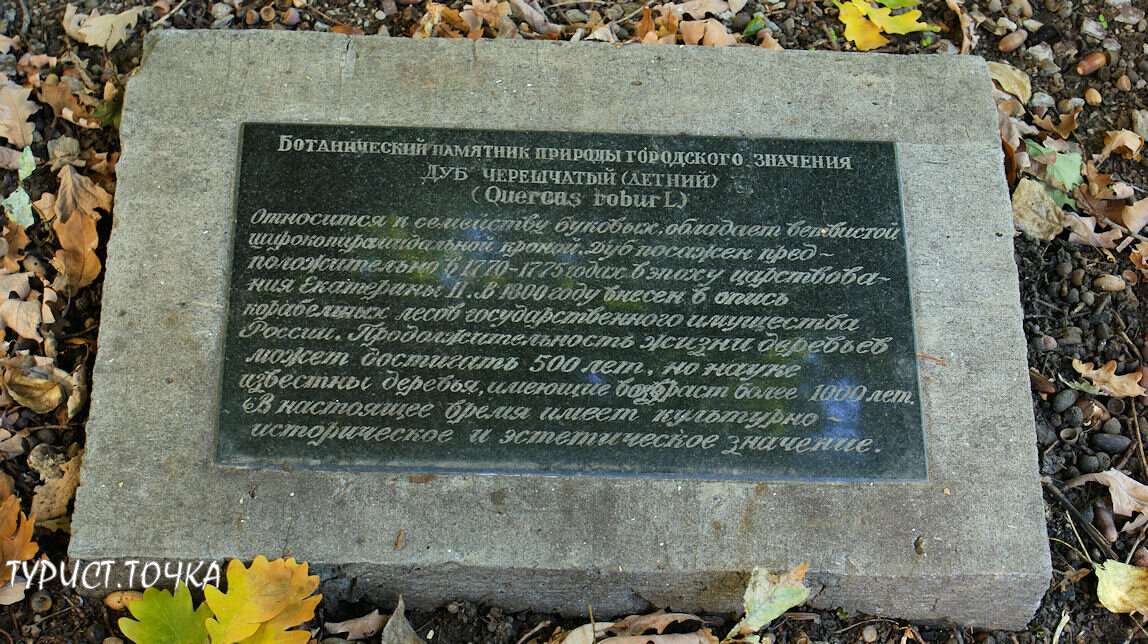 Ботанический памятник природы городского значения
Дуб черешчатый (летний)
(Quercus robur L)
Относится к семейству буковых, обладает ветвистой
широкопирамидальной кроной. Дуб посажен пред-
положительно в 1770-1775 годах в эпоху царствова-
ния Екатерины II. В 1800 году внесен в опись
корабельных лесов государственного имущества
России. Продолжительность жизни деревьев
может достигать 500 лет, но науке
известны деревья, имеющие возраст более 1000 лет.
В настоящее время имеет культурно-
историческое и эстетическое значение.
ТУРИСТ.ТОЧКА